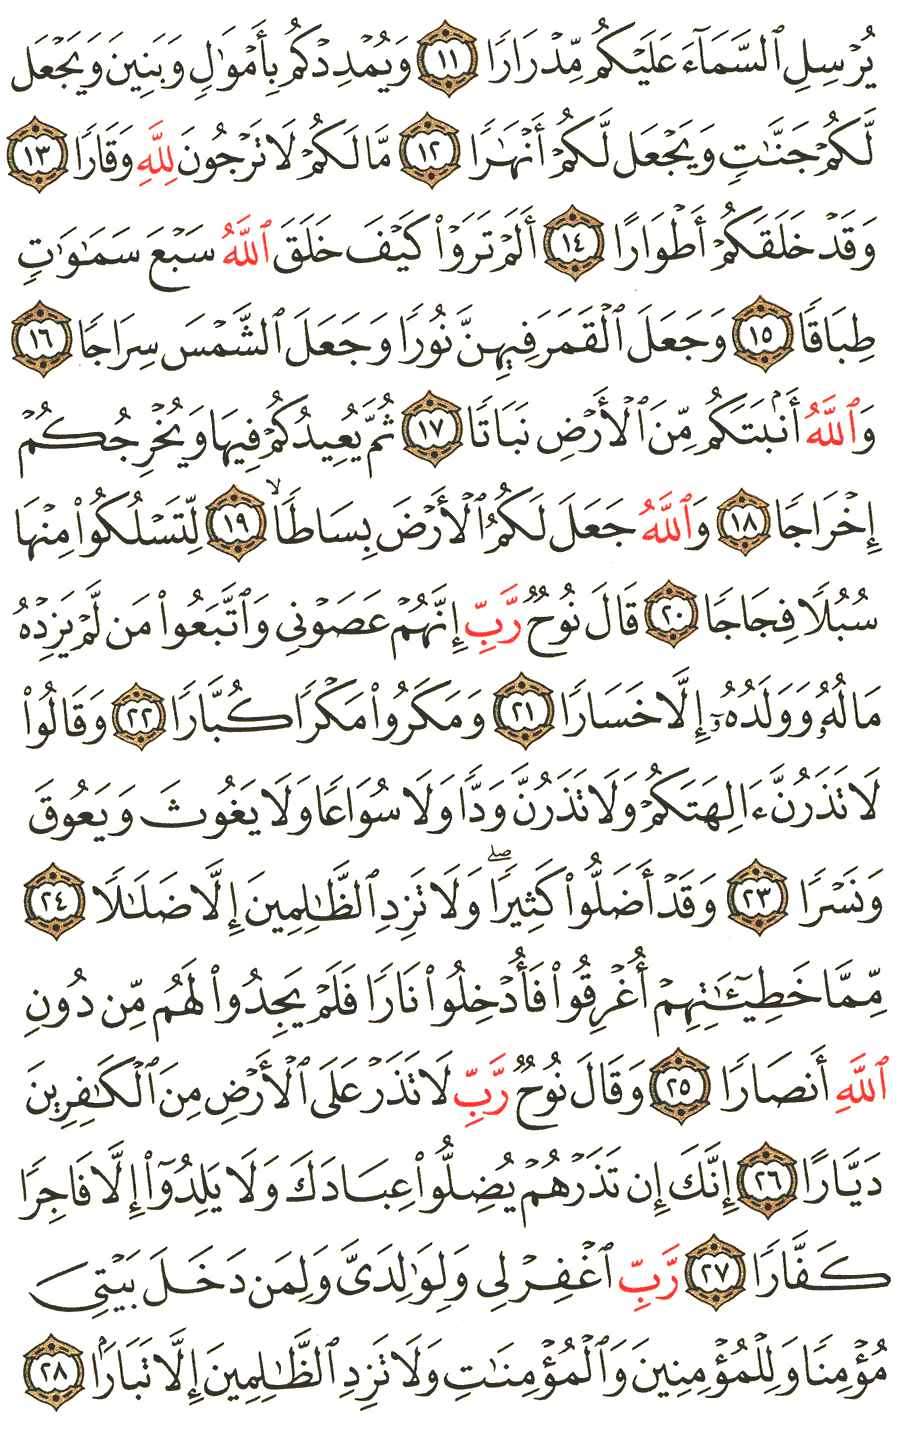 يُرۡسِلِ ٱلسَّمَآءَ عَلَيۡكُم مِّدۡرَارٗا ١١ وَيُمۡدِدۡكُم بِأَمۡوَٰلٖ وَبَنِينَ وَيَجۡعَل
لَّكُمۡ جَنَّٰتٖ وَيَجۡعَل لَّكُمۡ أَنۡهَٰرٗا ١٢ مَّا لَكُمۡ لَا تَرۡجُونَ لِلَّهِ وَقَارٗا ١٣
وَقَدۡ خَلَقَكُمۡ أَطۡوَارًا ١٤ أَلَمۡ تَرَوۡاْ كَيۡفَ خَلَقَ ٱللَّهُ سَبۡعَ سَمَٰوَٰتٖ
طِبَاقٗا ١٥ وَجَعَلَ ٱلۡقَمَرَ فِيهِنَّ نُورٗا وَجَعَلَ ٱلشَّمۡسَ سِرَاجٗا ١٦
وَٱللَّهُ أَنۢبَتَكُم مِّنَ ٱلۡأَرۡضِ نَبَاتٗا ١٧ ثُمَّ يُعِيدُكُمۡ فِيهَا وَيُخۡرِجُكُمۡ
إِخۡرَاجٗا ١٨ وَٱللَّهُ جَعَلَ لَكُمُ ٱلۡأَرۡضَ بِسَاطٗا ١٩ لِّتَسۡلُكُواْ مِنۡهَا
سُبُلٗا فِجَاجٗا ٢٠ قَالَ نُوحٞ رَّبِّ إِنَّهُمۡ عَصَوۡنِي وَٱتَّبَعُواْ مَن لَّمۡ يَزِدۡهُ
مَالُهُۥ وَوَلَدُهُۥٓ إِلَّا خَسَارٗا ٢١ وَمَكَرُواْ مَكۡرٗا كُبَّارٗا ٢٢ وَقَالُواْ
لَا تَذَرُنَّ ءَالِهَتَكُمۡ وَلَا تَذَرُنَّ وَدّٗا وَلَا سُوَاعٗا وَلَا يَغُوثَ وَيَعُوقَ
وَنَسۡرٗا ٢٣ وَقَدۡ أَضَلُّواْ كَثِيرٗاۖ وَلَا تَزِدِ ٱلظَّٰلِمِينَ إِلَّا ضَلَٰلٗا ٢٤
مِّمَّا خَطِيٓـَٰٔتِهِمۡ أُغۡرِقُواْ فَأُدۡخِلُواْ نَارٗا فَلَمۡ يَجِدُواْ لَهُم مِّن دُونِ
ٱللَّهِ أَنصَارٗا ٢٥ وَقَالَ نُوحٞ رَّبِّ لَا تَذَرۡ عَلَى ٱلۡأَرۡضِ مِنَ ٱلۡكَٰفِرِينَ
دَيَّارًا ٢٦ إِنَّكَ إِن تَذَرۡهُمۡ يُضِلُّواْ عِبَادَكَ وَلَا يَلِدُوٓاْ إِلَّا فَاجِرٗا
كَفَّارٗا ٢٧ رَّبِّ ٱغۡفِرۡ لِي وَلِوَٰلِدَيَّ وَلِمَن دَخَلَ بَيۡتِيَ
مُؤۡمِنٗا وَلِلۡمُؤۡمِنِينَ وَٱلۡمُؤۡمِنَٰتِۖ وَلَا تَزِدِ ٱلظَّٰلِمِينَ إِلَّا تَبَارَۢا ٢٨